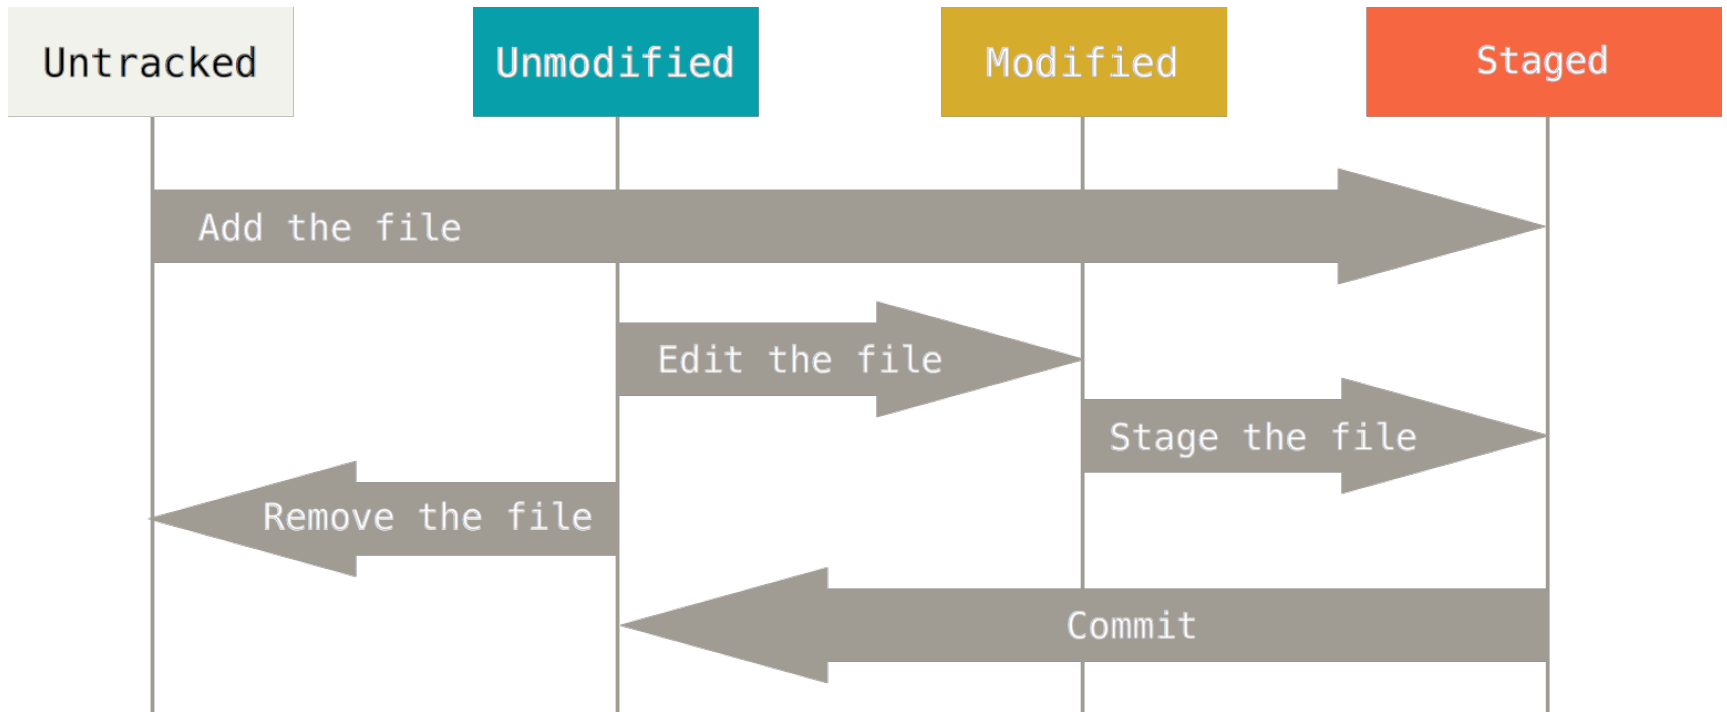 Untracked
Unmodified
Modified
Staged
Add the file
Edit the file
Stage the file
Remove the file
Commit